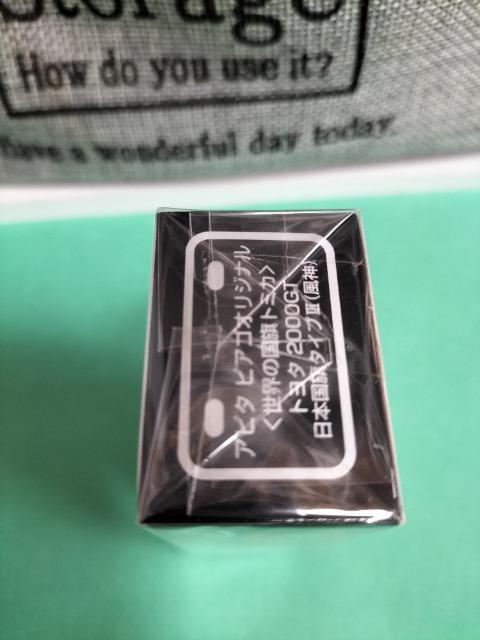 Storage
How do you use it?
Have a wonderful day today.
アピタ ピアゴオリジナル
<世界の国旗トミカ>
トヨタ 2000GT
日本国旗タイプⅣ(風神)